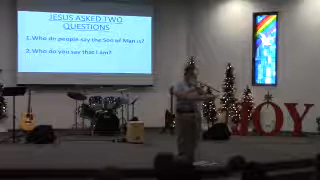 JESUS ASKED TWO
QUESTIONS
1.Who do people say the Son of Man is?
2.Who do you say that I am?
JOY